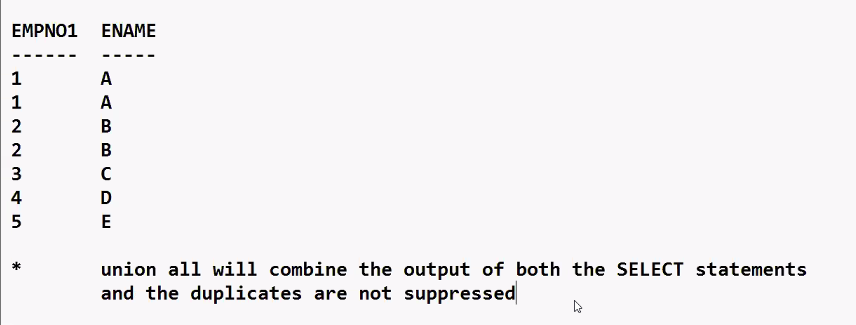 EMPNO1 ENAME
------ -----
1 A
1 A
2 B
2 B
3 C
4 D
5 E
* union all will combine the output of both the SELECT statements
and the duplicates are not suppressed